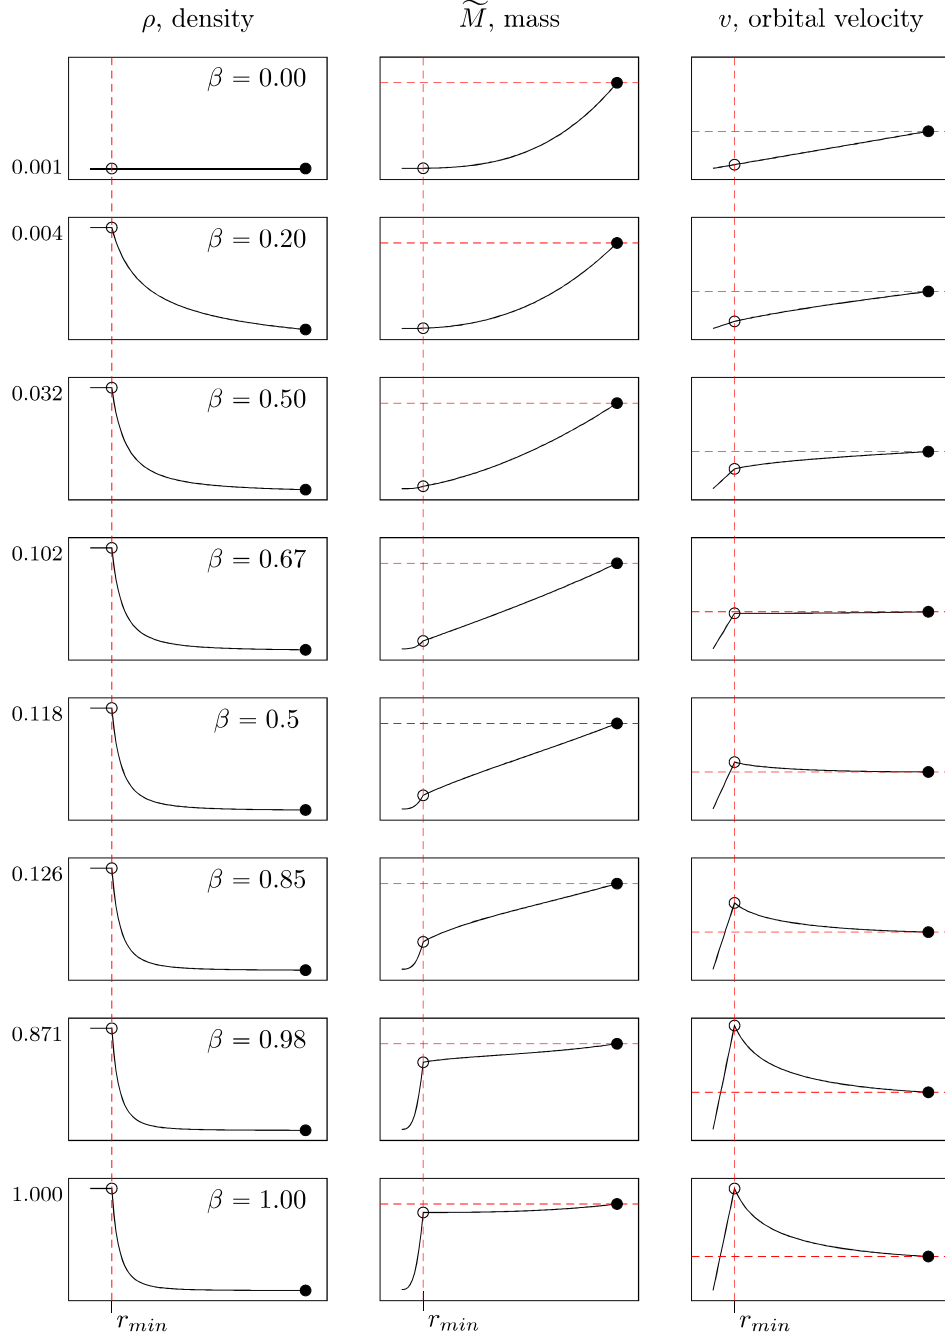 ρ, density M̃, mass v, orbital velocity
β = 0.00
0.001
0.004
β = 0.20
0.032
β = 0.50
0.102
β = 0.67
0.118
β = 0.5
0.126
β = 0.85
0.871
β = 0.98
1.000
β = 1.00
r_min r_min r_min